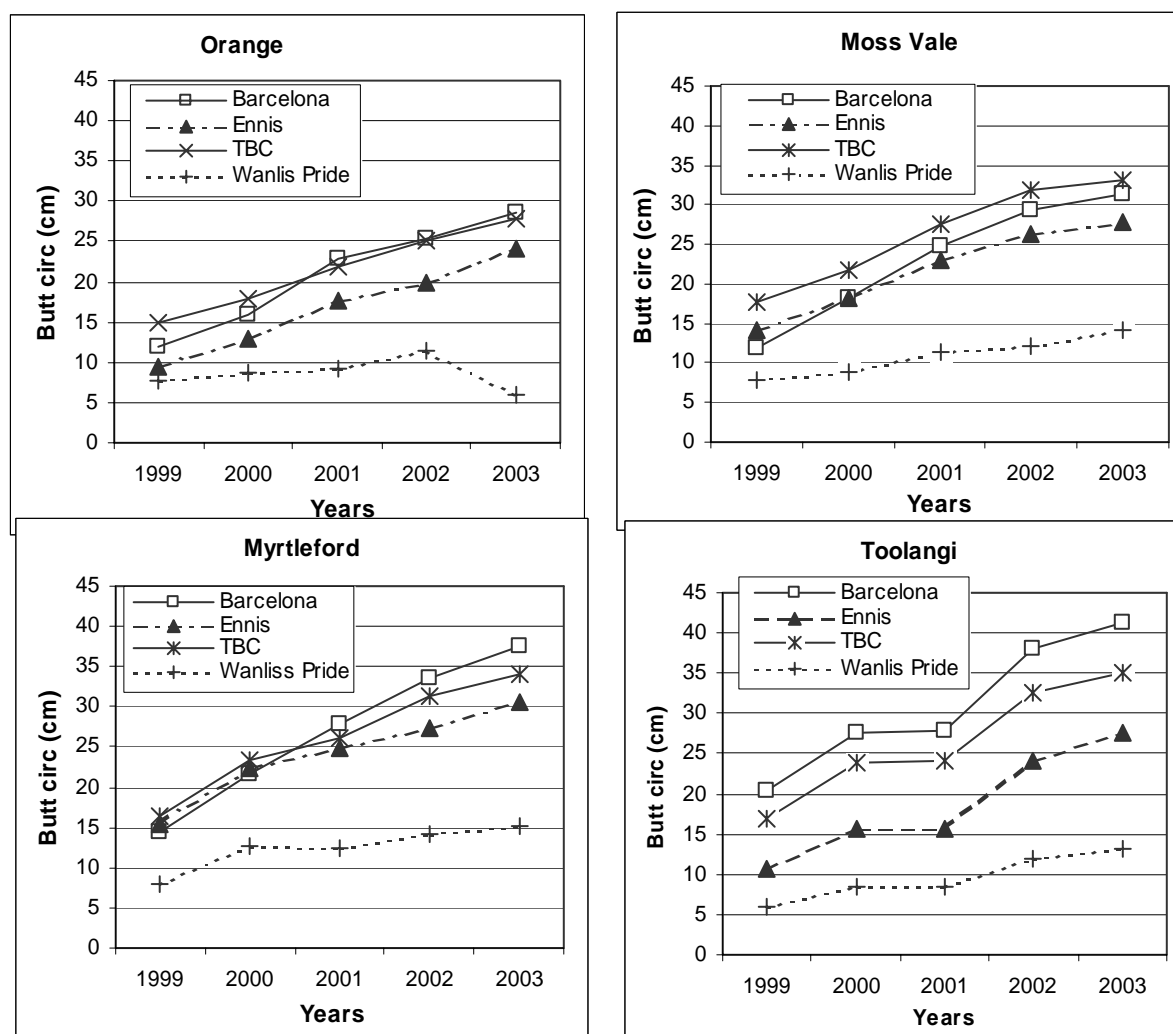 Orange
45
40
35
30
25
20
15
10
5
0
Butt circ (cm)
Barcelona
Ennis
TBC
Wanlis Pride
1999 2000 2001 2002 2003
Years
Moss Vale
45
40
35
30
25
20
15
10
5
0
Butt circ (cm)
Barcelona
Ennis
TBC
Wanlis Pride
1999 2000 2001 2002 2003
Years
Myrtleford
45
40
35
30
25
20
15
10
5
0
Butt circ (cm)
Barcelona
Ennis
TBC
Wanliss Pride
1999 2000 2001 2002 2003
Years
Toolangi
45
40
35
30
25
20
15
10
5
0
Butt circ (cm)
Barcelona
Ennis
TBC
Wanlis Pride
1999 2000 2001 2002 2003
Years